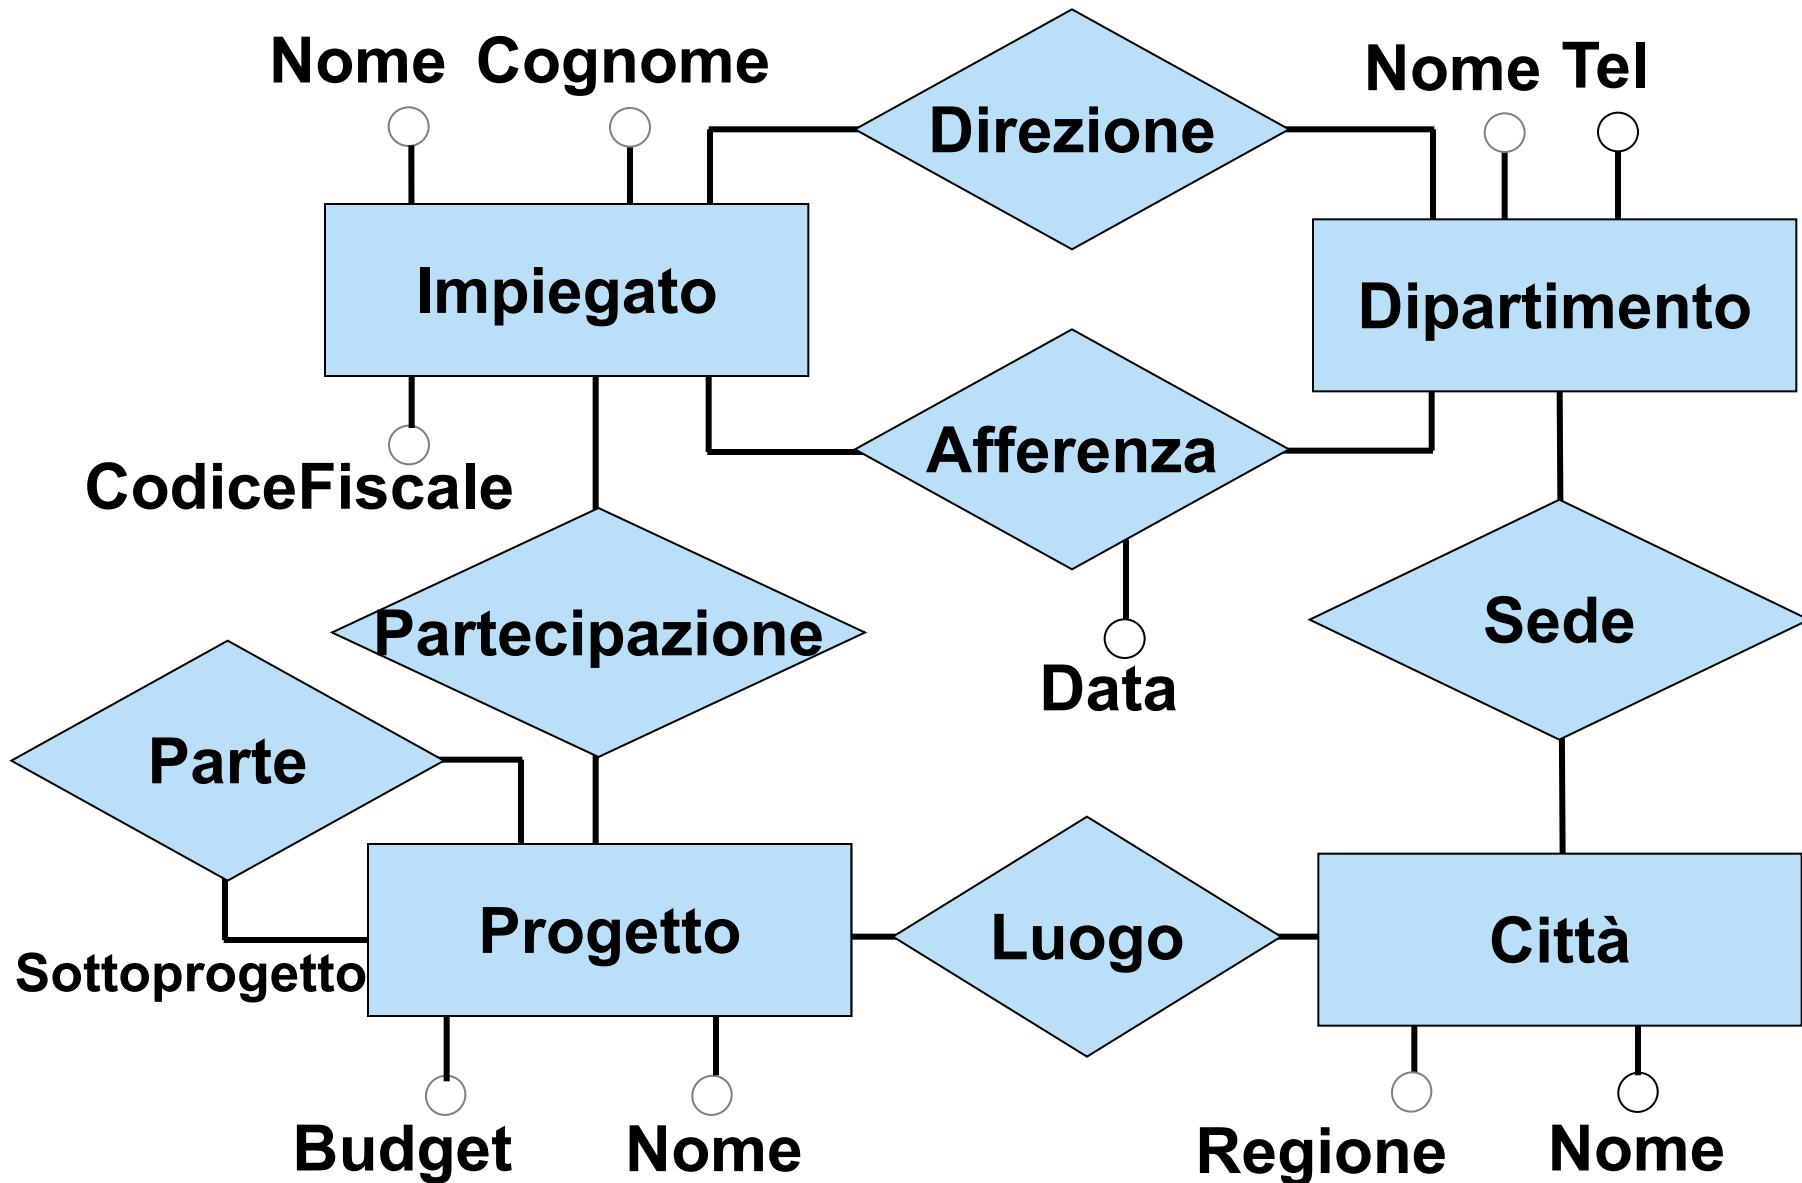 Nome
Cognome
Nome
Tel
Direzione
Impiegato
Dipartimento
CodiceFiscale
Afferenza
Partecipazione
Sede
Data
Parte
Progetto
Luogo
Città
Sottoprogetto
Budget
Nome
Regione
Nome